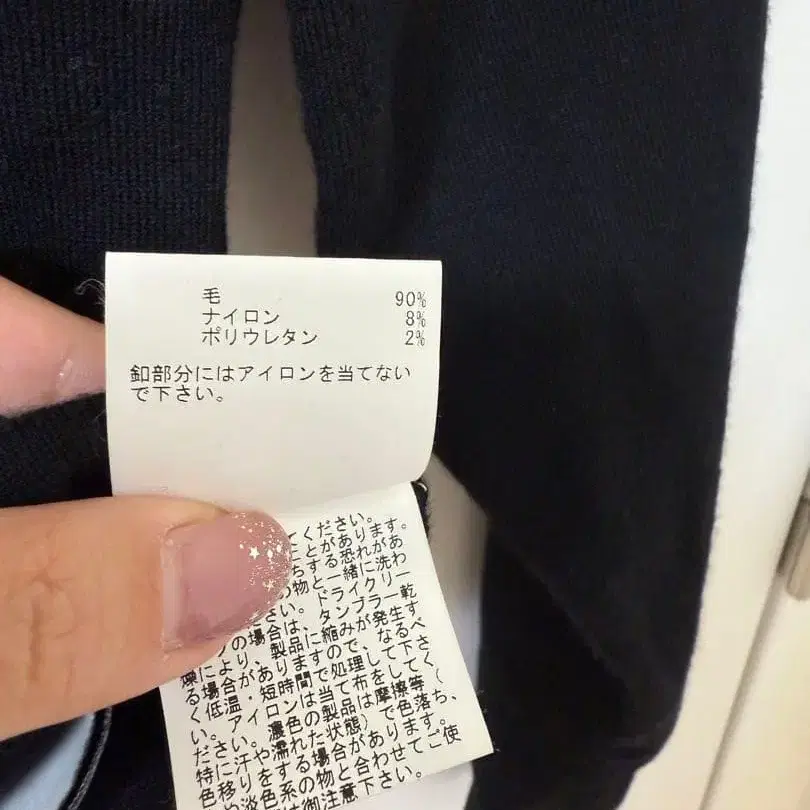 毛 90%
ナイロン 8%
ポリウレタン 2%
釦部分にはアイロンを当てない
で下さい。
ください。
ことがあります。
ちする恐れがあ
の物と一緒に洗わ
さい。ドライクリー
の場合は、タンブラー乾
燥により、製品に縮みが発生す
る場合がありますので、なるべ
く低温・短時間で処理して下さ
い。アイロンは当て布をしてく
ださい。濃色の製品は摩擦等(
特に汗や濡れた状態)で色落ち、
色移りをする場合があります。
や淡色系の物と合わせてご使
は御注意下さい。